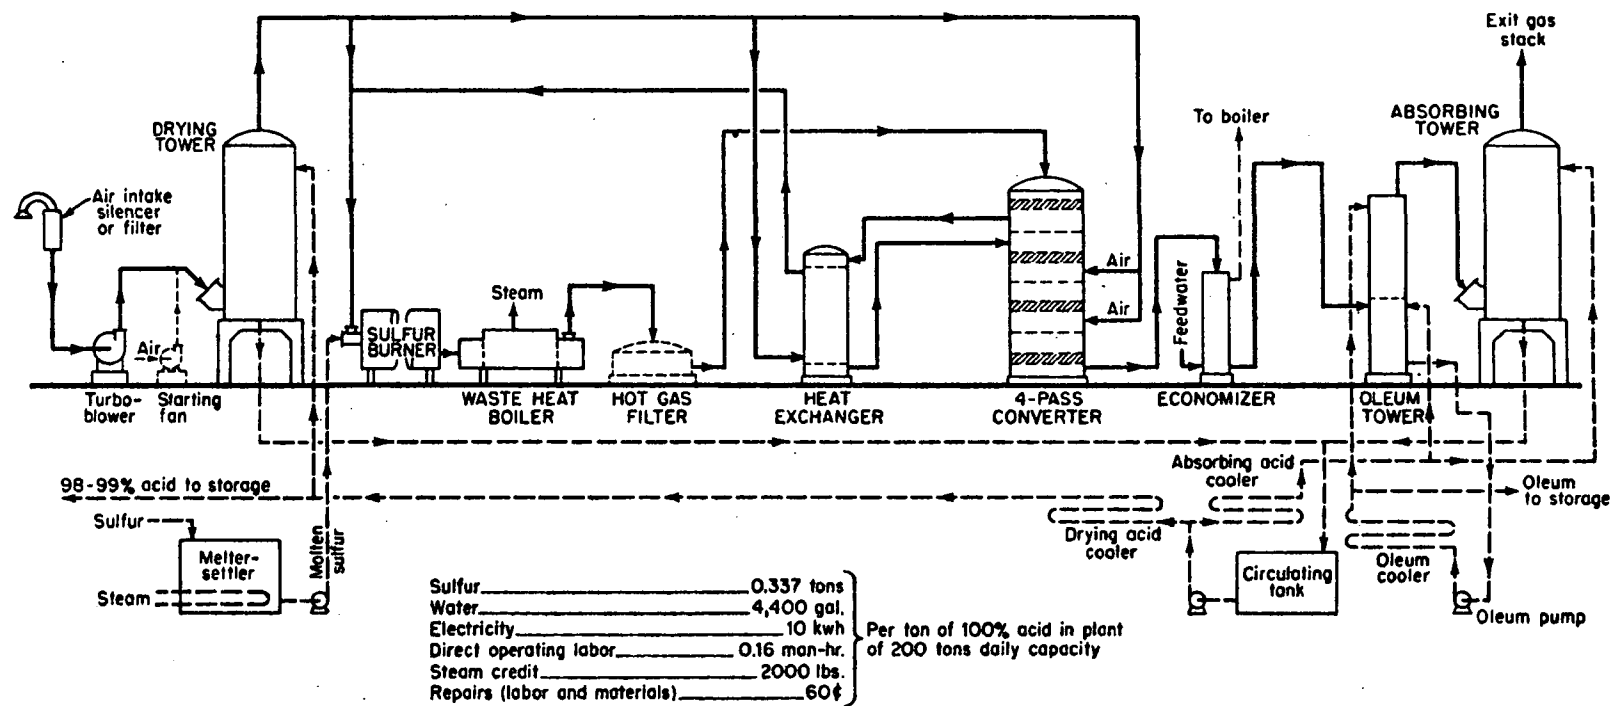 Exit gas
stack
DRYING
TOWER
To boiler
ABSORBING
TOWER
Air intake
silencer
or filter
Air
Air
Steam
SULFUR
BURNER
Feedwater
Air
Turbo-
blower
Starting
fan
WASTE HEAT
BOILER
HOT GAS
FILTER
HEAT
EXCHANGER
4-PASS
CONVERTER
ECONOMIZER
OLEUM
TOWER
Absorbing acid
cooler
98-99% acid to storage
Oleum
to storage
Sulfur
Melter-
settler
Molten
sulfur
Steam
Drying acid
cooler
Circulating
tank
Oleum
cooler
Oleum pump
Sulfur 0.337 tons
Water 4,400 gal.
Electricity 10 kwh
Direct operating labor 0.16 man-hr.
Steam credit 2000 lbs.
Repairs (labor and materials) 60¢
Per ton of 100% acid in plant
of 200 tons daily capacity